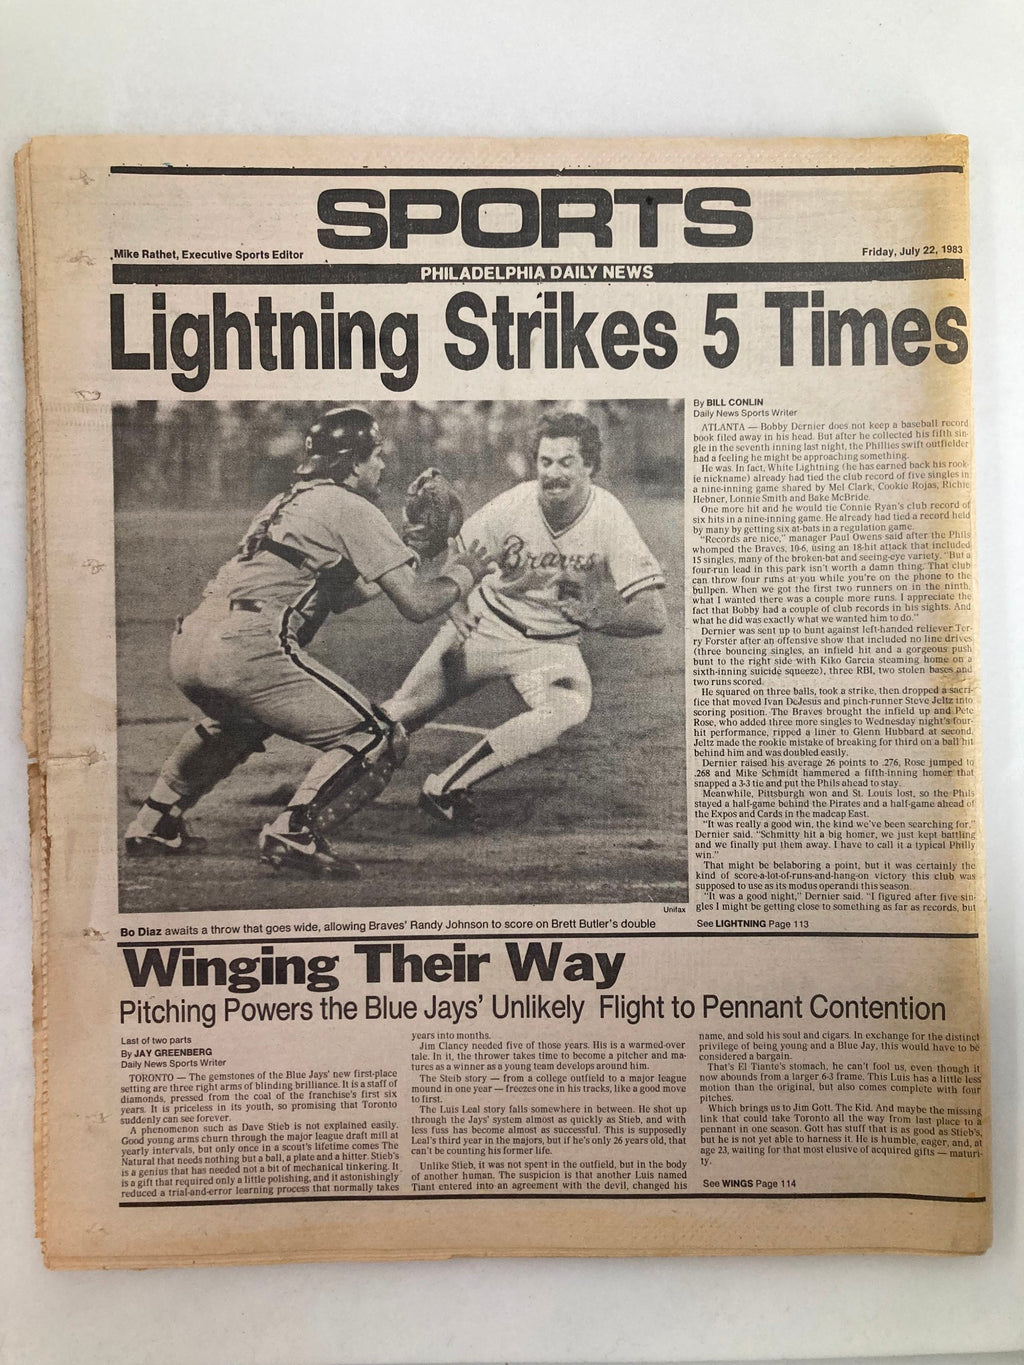 SPORTS
Mike Rathet, Executive Sports Editor
Friday, July 22, 1983
PHILADELPHIA DAILY NEWS
Lightning Strikes 5 Times
Braves
Unifax
Bo Diaz awaits a throw that goes wide, allowing Braves' Randy Johnson to score on Brett Butler's double
By BILL CONLIN
Daily News Sports Writer
ATLANTA — Bobby Dernier does not keep a baseball record
book filed away in his head. But after he collected his fifth sin-
gle in the seventh inning last night, the Phillies swift outfielder
had a feeling he might be approaching something.
He was. In fact, White Lightning (he has earned back his rook-
ie nickname) already had tied the club record of five singles in
a nine-inning game shared by Mel Clark, Cookie Rojas, Richie
Hebner, Lonnie Smith and Bake McBride.
One more hit and he would tie Connie Ryan's club record of
six hits in a nine-inning game. He already had tied a record held
by many by getting six at-bats in a regulation game.
"Records are nice," manager Paul Owens said after the Phils
whomped the Braves, 10-6, using an 18-hit attack that included
15 singles, many of the broken-bat and seeing-eye variety. "But a
four-run lead in this park isn't worth a damn thing. That club
can throw four runs at you while you're on the phone to the
bullpen. When we got the first two runners on in the ninth,
what I wanted there was a couple more runs. I appreciate the
fact that Bobby had a couple of club records in his sights. And
what he did was exactly what we wanted him to do."
Dernier was sent up to bunt against left-handed reliever Ter-
ry Forster after an offensive show that included no line drives
(three bouncing singles, an infield hit and a gorgeous push
bunt to the right side with Kiko Garcia steaming home on a
sixth-inning suicide squeeze), three RBI, two stolen bases and
two runs scored.
He squared on three balls, took a strike, then dropped a sacri-
fice that moved Ivan DeJesus and pinch-runner Steve Jeltz into
scoring position. The Braves brought the infield up and Pete
Rose, who added three more singles to Wednesday night's four-
hit performance, ripped a liner to Glenn Hubbard at second.
Jeltz made the rookie mistake of breaking for third on a ball hit
behind him and was doubled easily.
Dernier raised his average 26 points to .276, Rose jumped to
.268 and Mike Schmidt hammered a fifth-inning homer that
snapped a 3-3 tie and put the Phils ahead to stay.
Meanwhile, Pittsburgh won and St. Louis lost, so the Phils
stayed a half-game behind the Pirates and a half-game ahead of
the Expos and Cards in the madcap East.
"It was really a good win, the kind we've been searching for,"
Dernier said. "Schmitty hit a big homer, we just kept battling
and we finally put them away. I have to call it a typical Philly
win."
That might be belaboring a point, but it was certainly the
kind of score-a-lot-of-runs-and-hang-on victory this club was
supposed to use as its modus operandi this season.
"It was a good night," Dernier said. "I figured after five sin-
gles I might be getting close to something as far as records, but
See LIGHTNING Page 113
Winging Their Way
Pitching Powers the Blue Jays' Unlikely Flight to Pennant Contention
Last of two parts
By JAY GREENBERG
Daily News Sports Writer
TORONTO — The gemstones of the Blue Jays' new first-place
setting are three right arms of blinding brilliance. It is a staff of
diamonds, pressed from the coal of the franchise's first six
years. It is priceless in its youth, so promising that Toronto
suddenly can see forever.
A phenomenon such as Dave Stieb is not explained easily.
Good young arms churn through the major league draft mill at
yearly intervals, but only once in a scout's lifetime comes The
Natural that needs nothing but a ball, a plate and a hitter. Stieb's
is a genius that has needed not a bit of mechanical tinkering. It
is a gift that required only a little polishing, and it astonishingly
reduced a trial-and-error learning process that normally takes
years into months.
Jim Clancy needed five of those years. His is a warmed-over
tale. In it, the thrower takes time to become a pitcher and ma-
tures as a winner as a young team develops around him.
The Stieb story — from a college outfield to a major league
mound in one year — freezes one in his tracks, like a good move
to first.
The Luis Leal story falls somewhere in between. He shot up
through the Jays' system almost as quickly as Stieb, and with
less fuss has become almost as successful. This is supposedly
Leal's third year in the majors, but if he's only 26 years old, that
can't be counting his former life.
Unlike Stieb, it was not spent in the outfield, but in the body
of another human. The suspicion is that another Luis named
Tiant entered into an agreement with the devil, changed his
name, and sold his soul and cigars. In exchange for the distinct
privilege of being young and a Blue Jay, this would have to be
considered a bargain.
That's El Tiante's stomach, he can't fool us, even though it
now abounds from a larger 6-3 frame. This Luis has a little less
motion than the original, but also comes complete with four
pitches.
Which brings us to Jim Gott. The Kid. And maybe the missing
link that could take Toronto all the way from last place to a
pennant in one season. Gott has stuff that is as good as Stieb's,
but he is not yet able to harness it. He is humble, eager, and, at
age 23, waiting for that most elusive of acquired gifts — maturi-
ty.
See WINGS Page 114